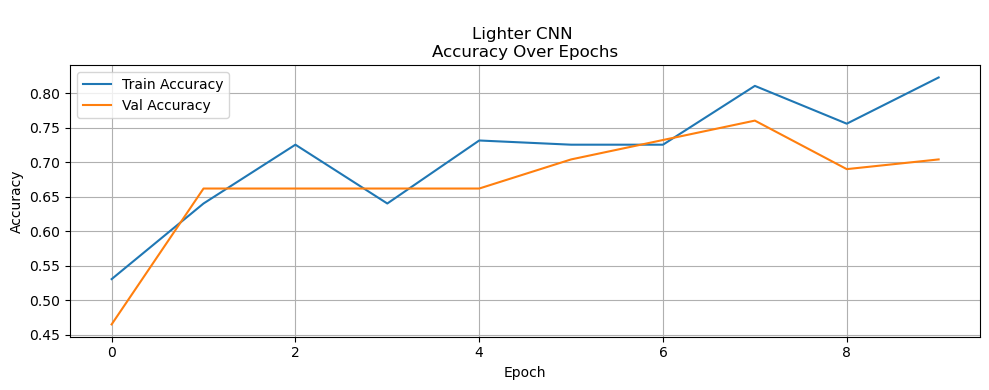 Lighter CNN
Accuracy Over Epochs
Train Accuracy
Val Accuracy
0.80
0.75
0.70
0.65
0.60
0.55
0.50
0.45
Accuracy
0 2 4 6 8
Epoch